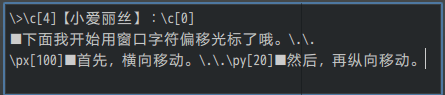 \>\c[4]【小爱丽丝】:\c[0]
■下面我开始用窗口字符偏移光标了哦。\.\.
\px[100]■首先,横向移动。\.\.\py[20]■然后,再纵向移动。